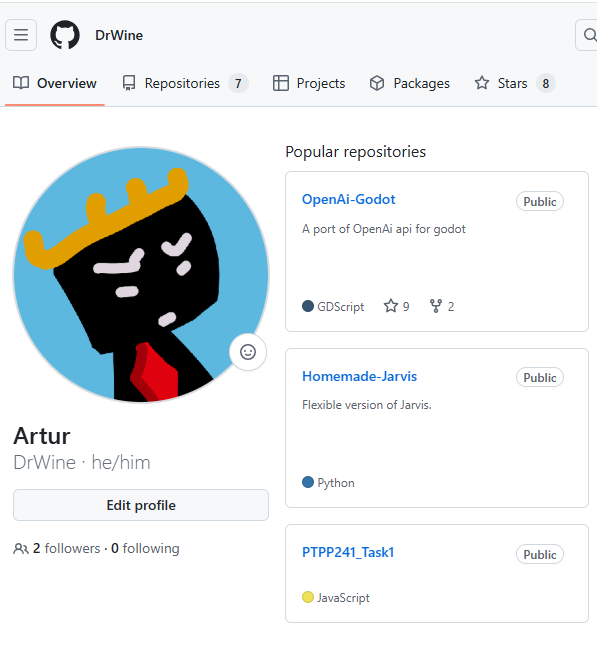 DrWine
Overview
Repositories 7
Projects
Packages
Stars 8
Artur
DrWine · he/him
Edit profile
2 followers · 0 following
Popular repositories
OpenAi-Godot
Public
A port of OpenAi api for godot
GDScript 9 2
Homemade-Jarvis
Public
Flexible version of Jarvis.
Python
PTPP241_Task1
Public
JavaScript